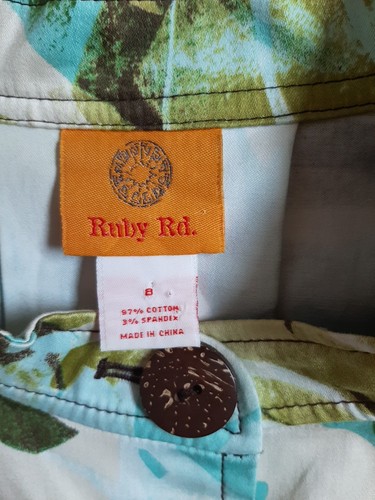 Ruby Rd.
8
97% COTTON
3% SPANDEX
MADE IN CHINA